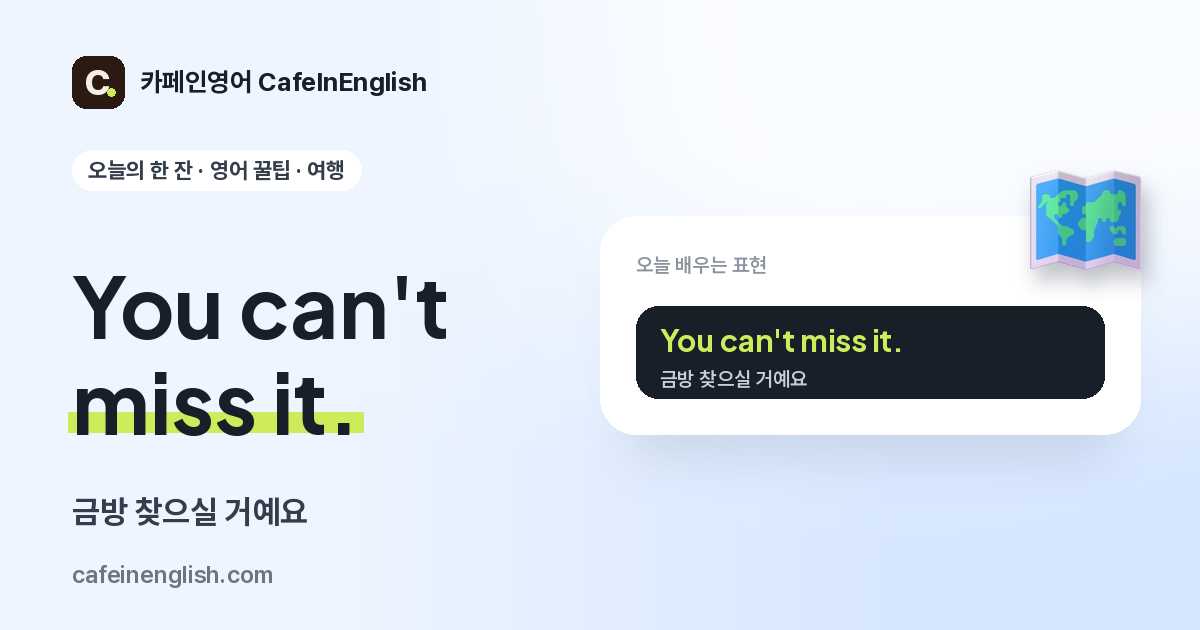 C
카페인영어 CafeInEnglish
오늘의 한 잔 · 영어 꿀팁 · 여행
You can't
miss it.
금방 찾으실 거예요
cafeinenglish.com
오늘 배우는 표현
You can't miss it.
금방 찾으실 거예요